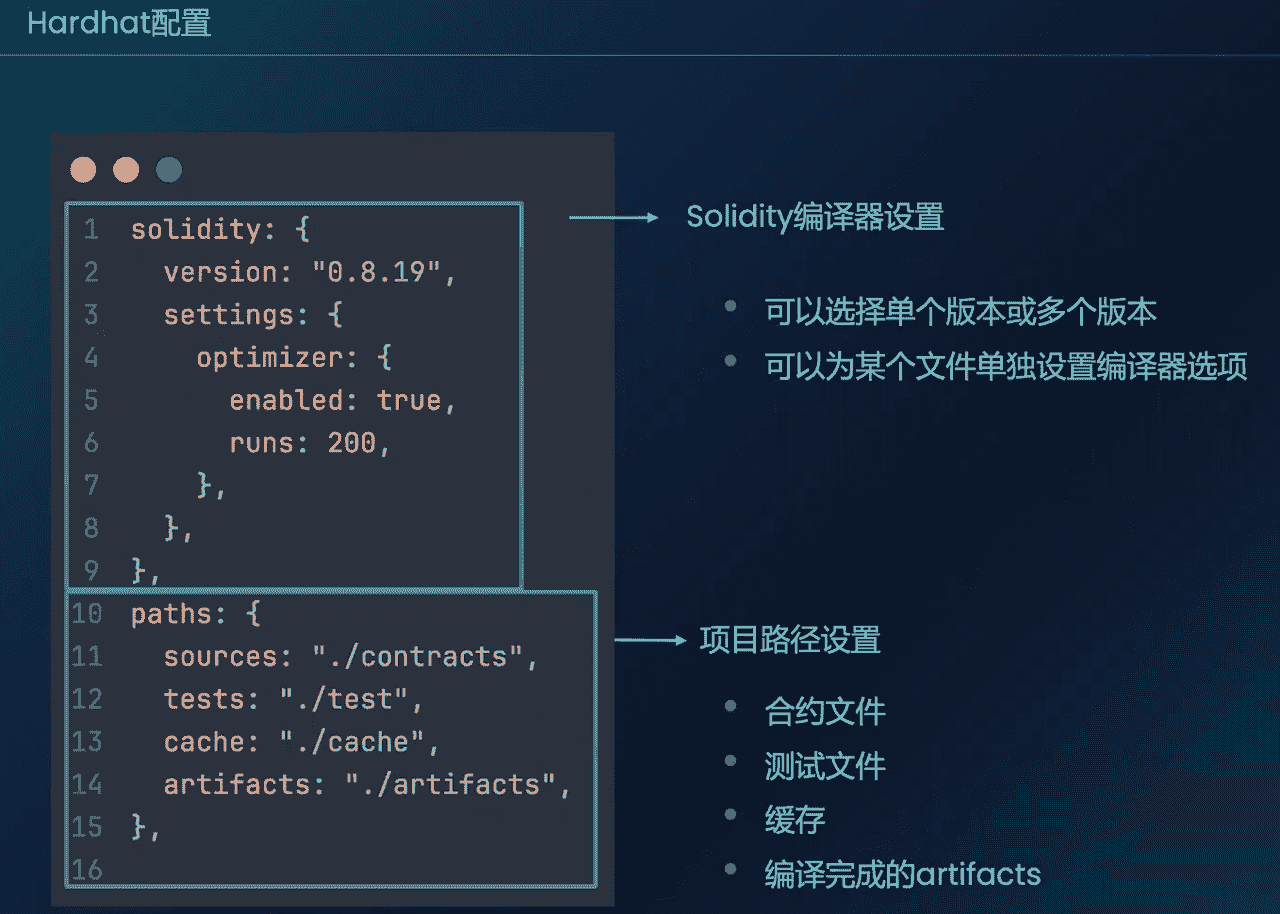 Hardhat配置
1 solidity: {
2   version: "0.8.19",
3   settings: {
4     optimizer: {
5       enabled: true,
6       runs: 200,
7     },
8   },
9 },
10 paths: {
11   sources: "./contracts",
12   tests: "./test",
13   cache: "./cache",
14   artifacts: "./artifacts",
15 },
16
Solidity编译器设置
• 可以选择单个版本或多个版本
• 可以为某个文件单独设置编译器选项
项目路径设置
• 合约文件
• 测试文件
• 缓存
• 编译完成的artifacts